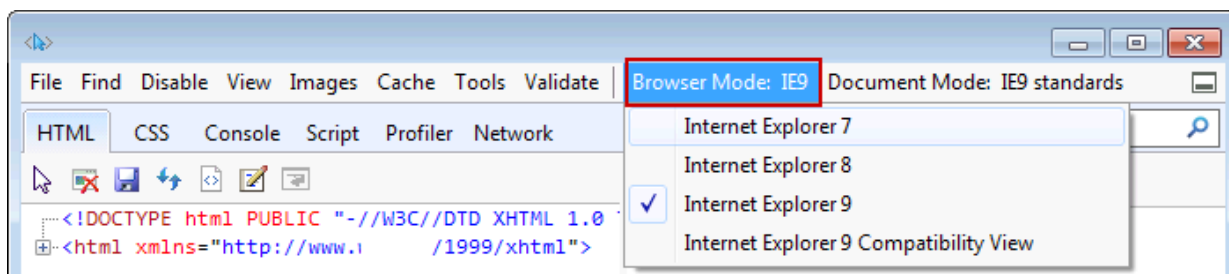 File Find Disable View Images Cache Tools Validate Browser Mode: IE9 Document Mode: IE9 standards
HTML CSS Console Script Profiler Network
Internet Explorer 7
Internet Explorer 8
Internet Explorer 9
Internet Explorer 9 Compatibility View
<!DOCTYPE html PUBLIC "-//W3C//DTD XHTML 1.0
<html xmlns="http://www. /1999/xhtml">